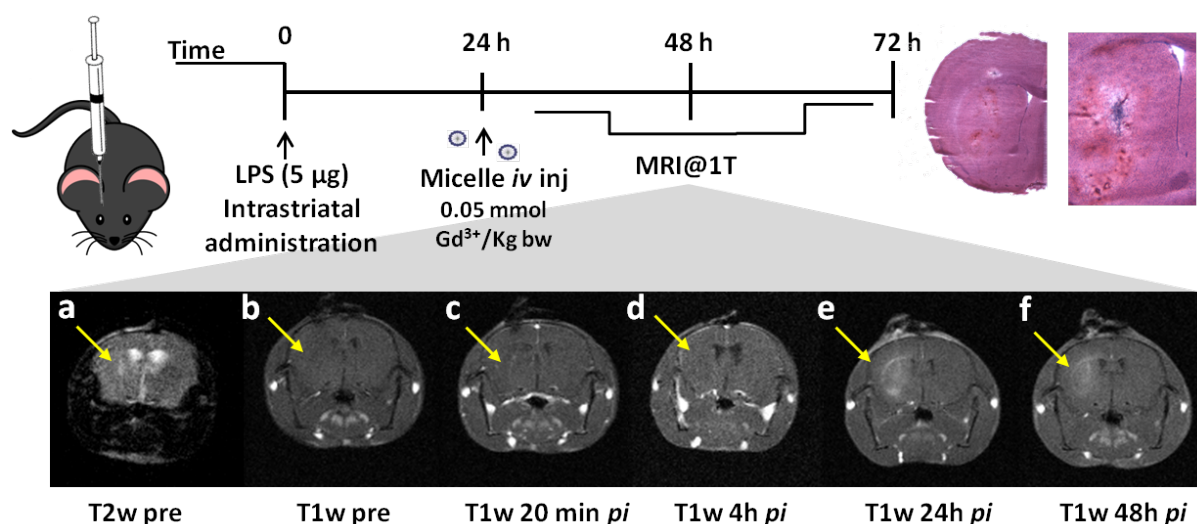 Time
0
24 h
48 h
72 h
LPS (5 µg)
Intrastriatal
administration
Micelle iv inj
0.05 mmol
Gd³⁺/Kg bw
MRI@1T
a
b
c
d
e
f
T2w pre
T1w pre
T1w 20 min pi
T1w 4h pi
T1w 24h pi
T1w 48h pi